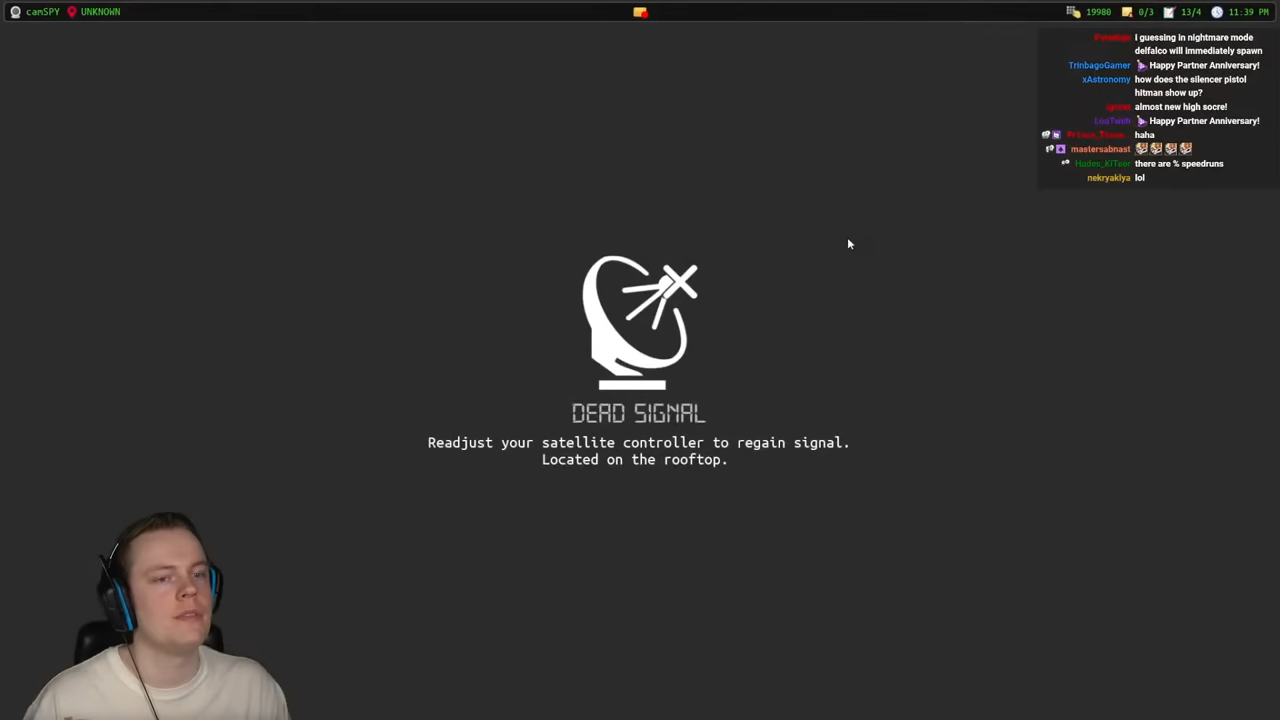 camSPY UNKNOWN 19980 0/3 13/4 11:39 PM
i guessing in nightmare mode
delfalco will immediately spawn
TrinbagoGamer Happy Partner Anniversary!
xAstronomy how does the silencer pistol
hitman show up?
almost new high socre!
Happy Partner Anniversary!
haha
mastersabnast
there are % speedruns
nekryakiya lol
DEAD SIGNAL
Readjust your satellite controller to regain signal.
Located on the rooftop.